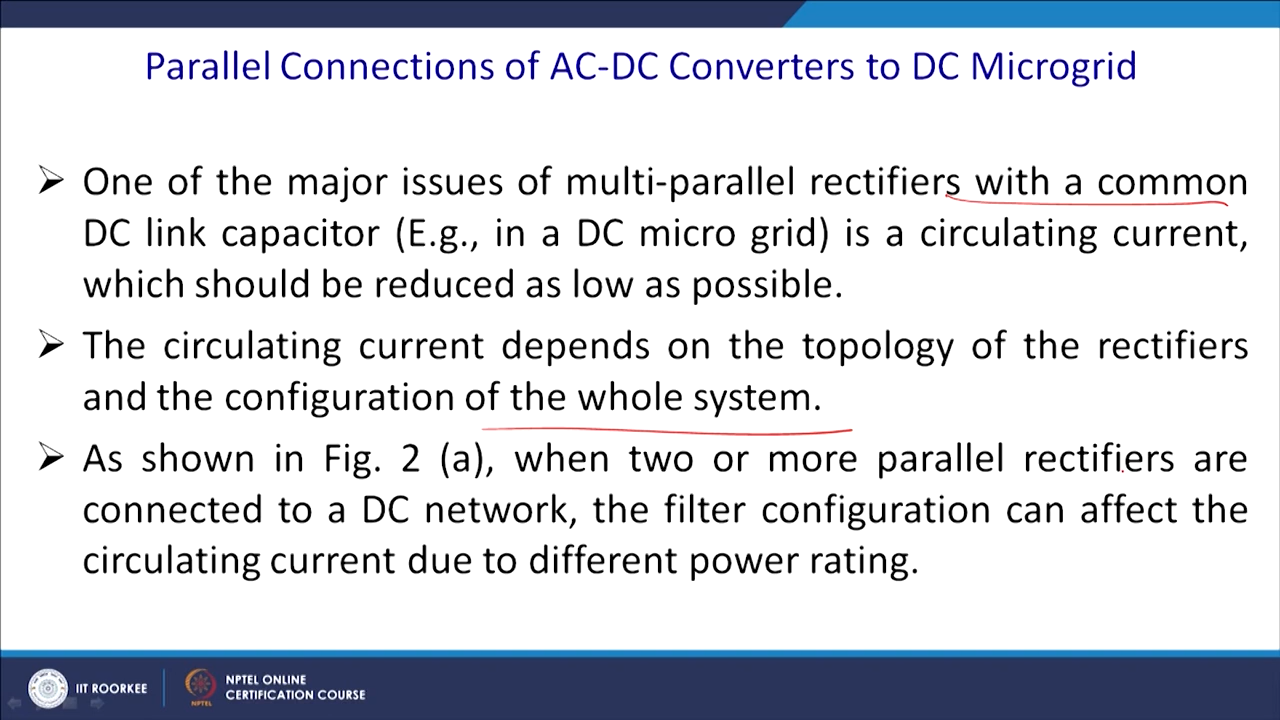 Parallel Connections of AC-DC Converters to DC Microgrid
➢ One of the major issues of multi-parallel rectifiers with a common
DC link capacitor (E.g., in a DC micro grid) is a circulating current,
which should be reduced as low as possible.
➢ The circulating current depends on the topology of the rectifiers
and the configuration of the whole system.
➢ As shown in Fig. 2 (a), when two or more parallel rectifiers are
connected to a DC network, the filter configuration can affect the
circulating current due to different power rating.
IIT ROORKEE
NPTEL
NPTEL ONLINE
CERTIFICATION COURSE